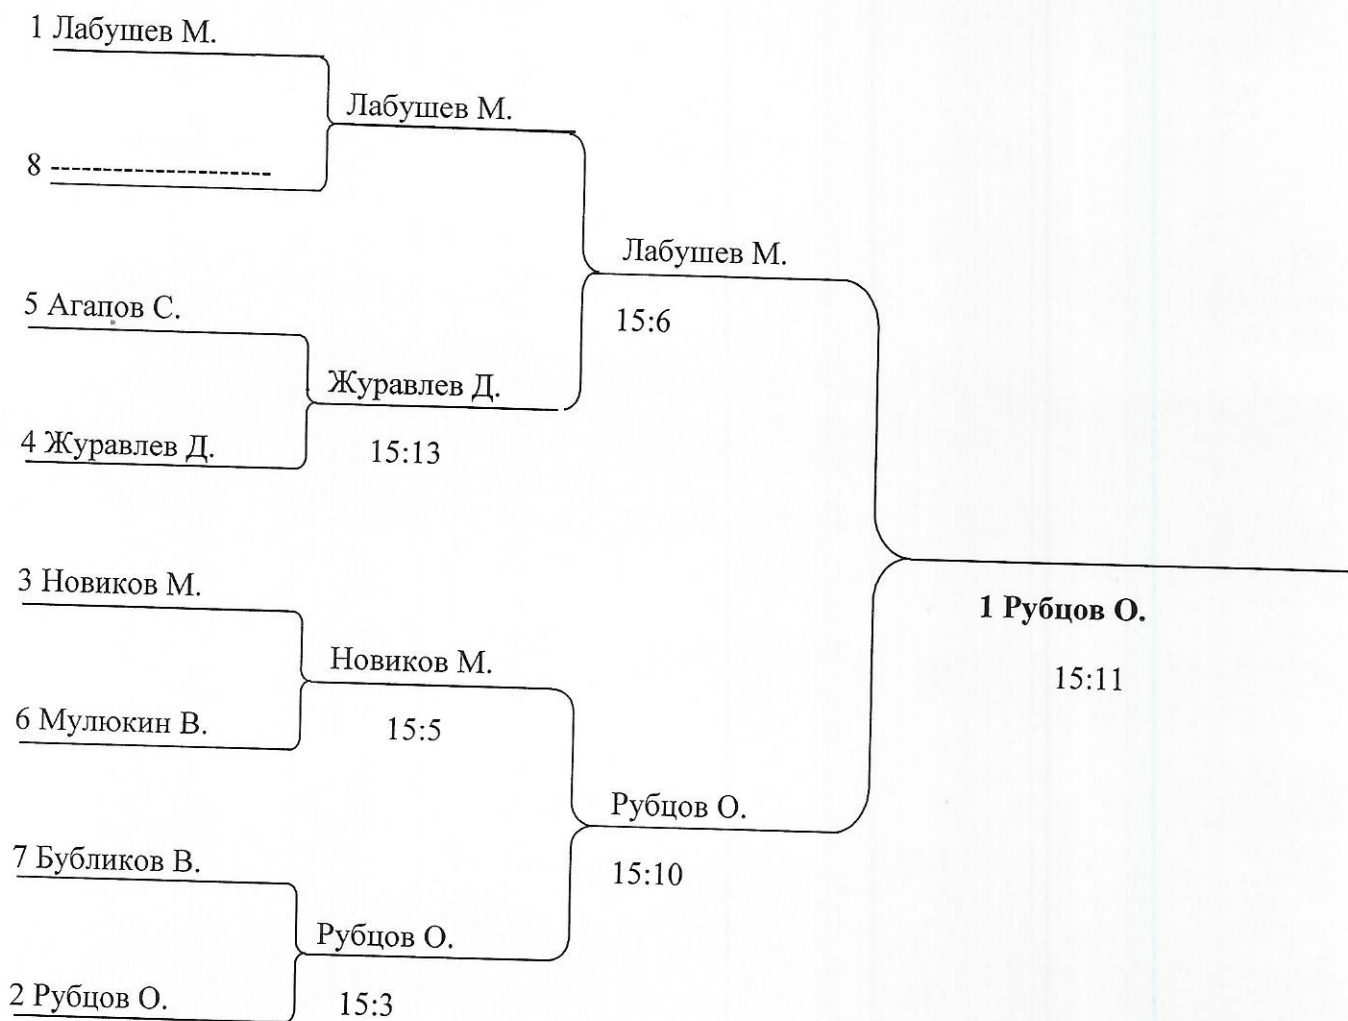 1 Лабушев М.
Лабушев М.
8 ---------------------
Лабушев М.
5 Агапов С.
15:6
Журавлев Д.
4 Журавлев Д.
15:13
3 Новиков М.
1 Рубцов О.
Новиков М.
15:11
6 Мулюкин В.
15:5
Рубцов О.
7 Бубликов В.
15:10
Рубцов О.
2 Рубцов О.
15:3